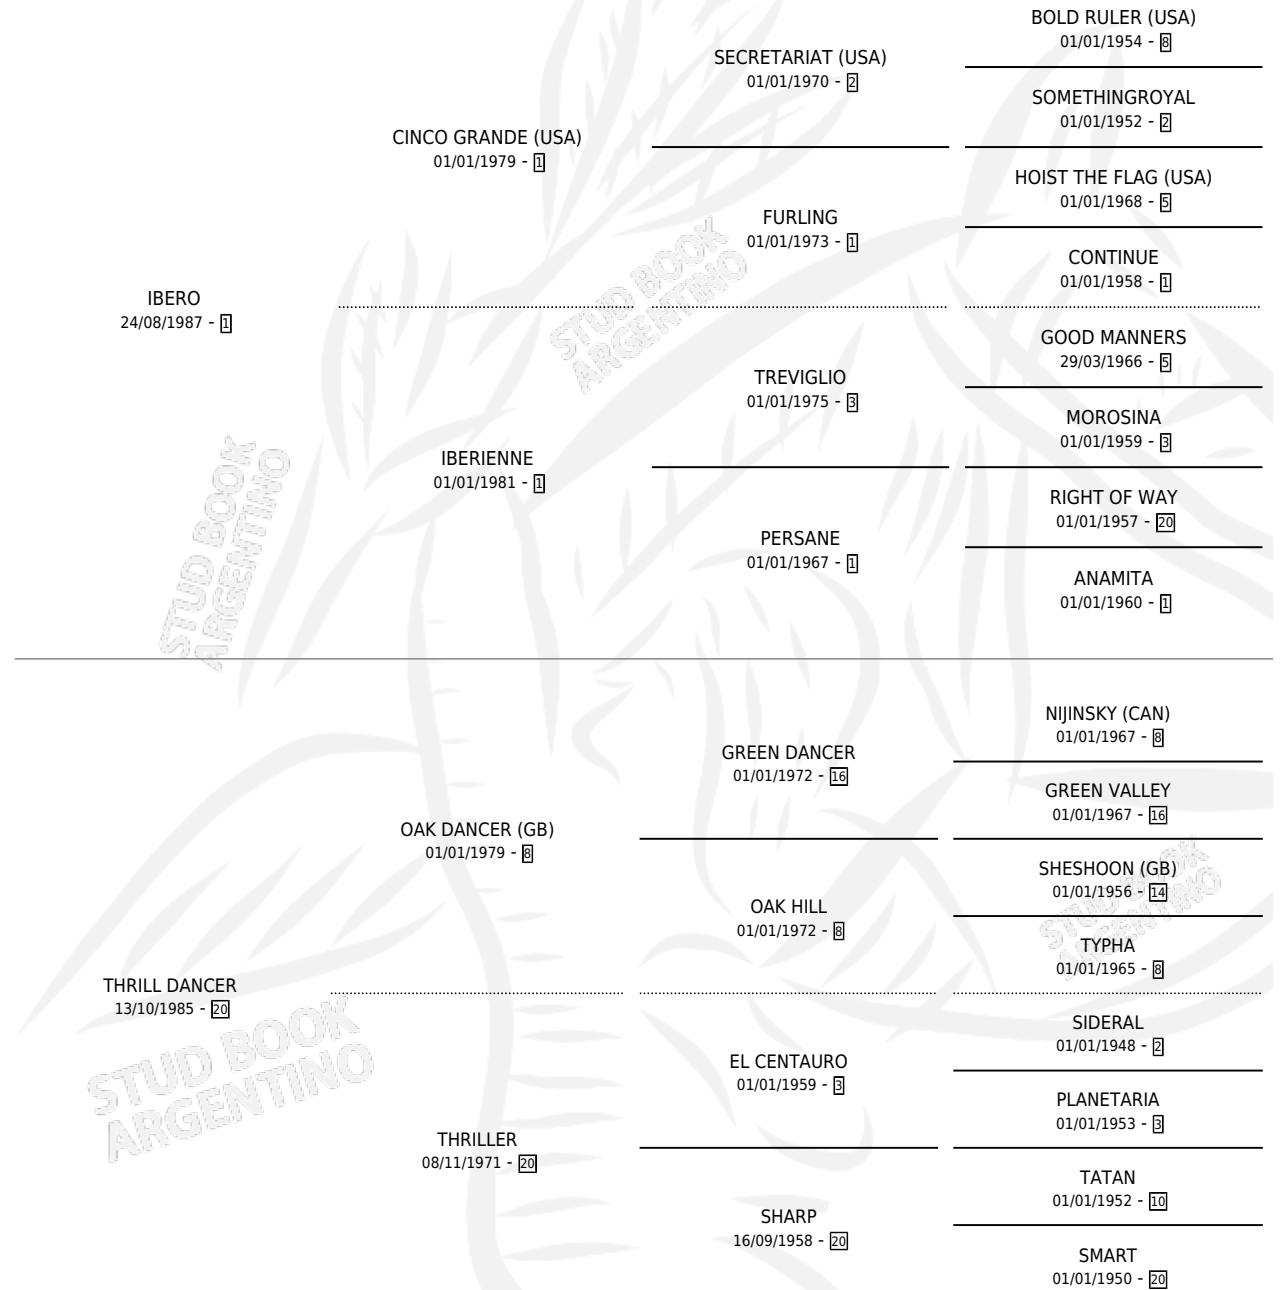 BOLD RULER (USA)
01/01/1954 - 8
SECRETARIAT (USA)
01/01/1970 - 2
SOMETHINGROYAL
01/01/1952 - 2
CINCO GRANDE (USA)
01/01/1979 - 1
HOIST THE FLAG (USA)
01/01/1968 - 5
FURLING
01/01/1973 - 1
CONTINUE
01/01/1958 - 1
IBERO
24/08/1987 - 1
GOOD MANNERS
29/03/1966 - 5
TREVIGLIO
01/01/1975 - 3
MOROSINA
01/01/1959 - 3
IBERIENNE
01/01/1981 - 1
RIGHT OF WAY
01/01/1957 - 20
PERSANE
01/01/1967 - 1
ANAMITA
01/01/1960 - 1
STUD BOOK
ARGENTINO
STUD BOOK
ARGENTINO
NIJINSKY (CAN)
01/01/1967 - 8
GREEN DANCER
01/01/1972 - 16
GREEN VALLEY
01/01/1967 - 16
OAK DANCER (GB)
01/01/1979 - 8
SHESHOON (GB)
01/01/1956 - 14
OAK HILL
01/01/1972 - 8
TYPHA
01/01/1965 - 8
STUD BOOK
ARGENTINO
THRILL DANCER
13/10/1985 - 20
SIDERAL
01/01/1948 - 2
EL CENTAURO
01/01/1959 - 3
PLANETARIA
01/01/1953 - 3
THRILLER
08/11/1971 - 20
TATAN
01/01/1952 - 10
SHARP
16/09/1958 - 20
SMART
01/01/1950 - 20
STUD BOOK
ARGENTINO